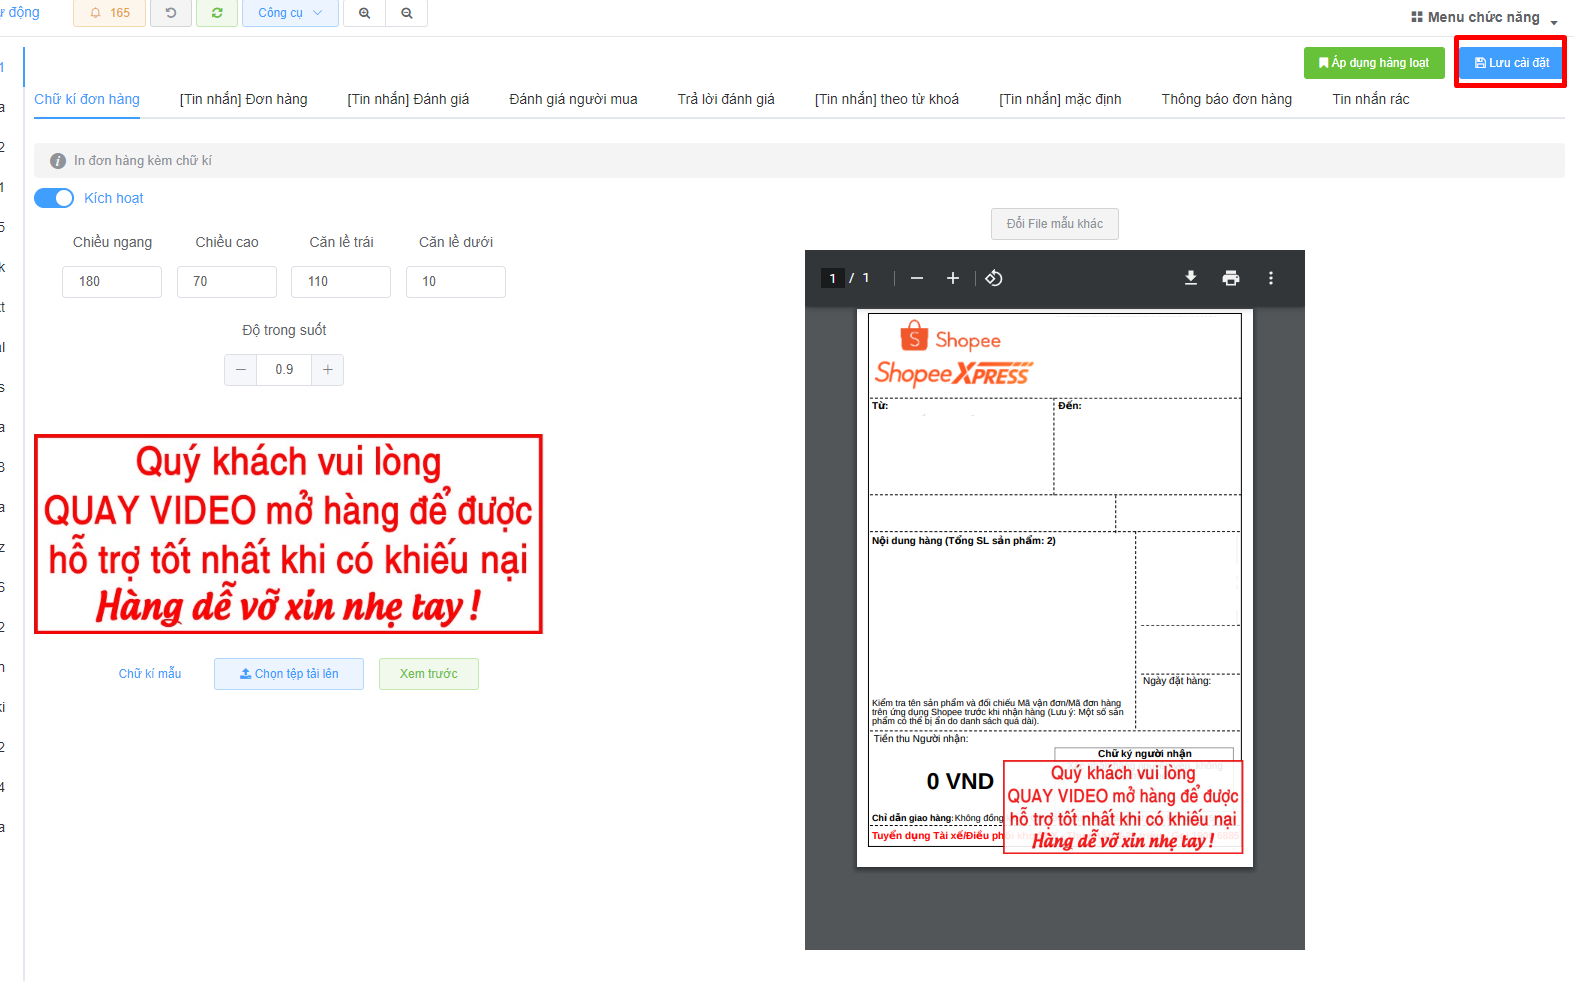 ự động
165
Công cụ
Menu chức năng
Áp dụng hàng loạt
Lưu cài đặt
Chữ kí đơn hàng
[Tin nhắn] Đơn hàng
[Tin nhắn] Đánh giá
Đánh giá người mua
Trả lời đánh giá
[Tin nhắn] theo từ khoá
[Tin nhắn] mặc định
Thông báo đơn hàng
Tin nhắn rác
In đơn hàng kèm chữ kí
Kích hoạt
Chiều ngang
Chiều cao
Căn lề trái
Căn lề dưới
180
70
110
10
Độ trong suốt
0.9
Quý khách vui lòng
QUAY VIDEO mở hàng để được
hỗ trợ tốt nhất khi có khiếu nại
Hàng dễ vỡ xin nhẹ tay !
Chữ kí mẫu
Chọn tệp tải lên
Xem trước
Đổi File mẫu khác
1 / 1
Shopee
Shopee XPRESS
Từ:
Đến:
Nội dung hàng (Tổng SL sản phẩm: 2)
Ngày đặt hàng:
Kiểm tra tên sản phẩm và đối chiếu Mã vận đơn/Mã đơn hàng
trên ứng dụng Shopee trước khi nhận hàng (Lưu ý: Một số sản
phẩm có thể bị ẩn do danh sách quá dài).
Tiền thu Người nhận:
0 VND
Chữ ký người nhận
Quý khách vui lòng
QUAY VIDEO mở hàng để được
hỗ trợ tốt nhất khi có khiếu nại
Hàng dễ vỡ xin nhẹ tay !
Chỉ dẫn giao hàng: Không đồng
Tuyển dụng Tài xế/Điều ph